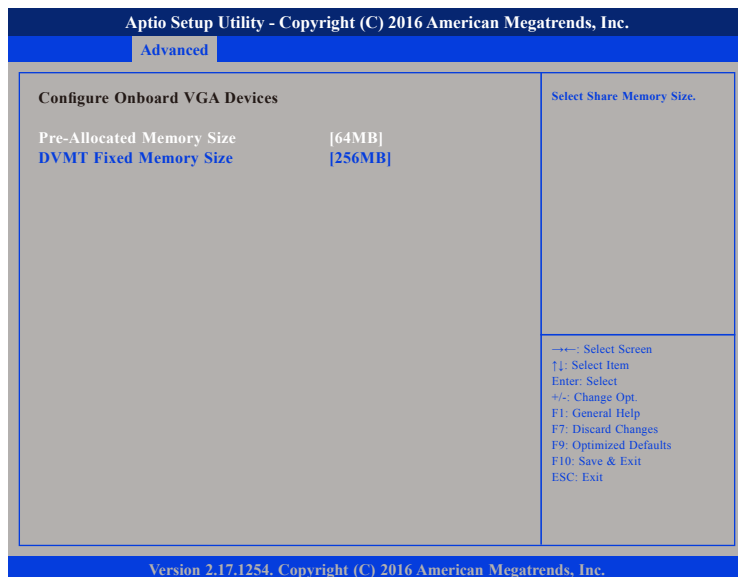 Aptio Setup Utility - Copyright (C) 2016 American Megatrends, Inc.
Advanced
Configure Onboard VGA Devices
Pre-Allocated Memory Size [64MB]
DVMT Fixed Memory Size [256MB]
Select Share Memory Size.
→←: Select Screen
↑↓: Select Item
Enter: Select
+/-: Change Opt.
F1: General Help
F7: Discard Changes
F9: Optimized Defaults
F10: Save & Exit
ESC: Exit
Version 2.17.1254. Copyright (C) 2016 American Megatrends, Inc.